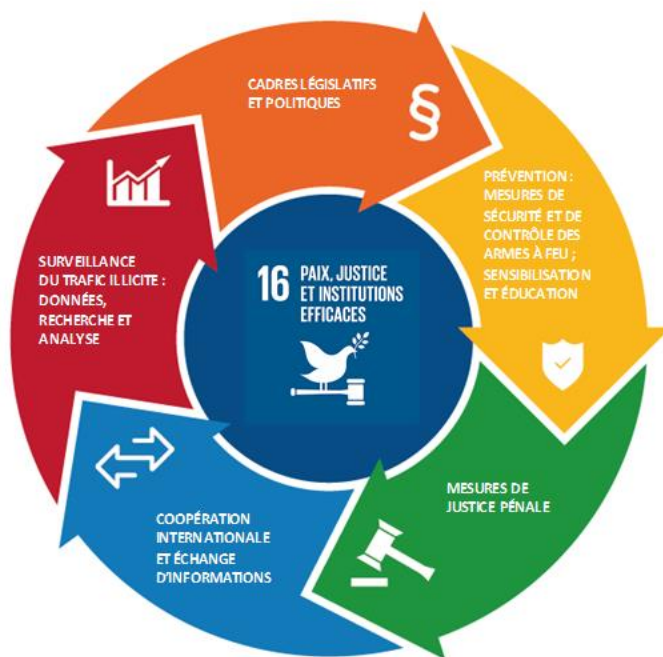 CADRES LÉGISLATIFS
ET POLITIQUES
§
PRÉVENTION :
MESURES DE
SÉCURITÉ ET DE
CONTRÔLE DES
ARMES À FEU ;
SENSIBILISATION
ET ÉDUCATION
MESURES DE
JUSTICE PÉNALE
COOPÉRATION
INTERNATIONALE
ET ÉCHANGE
D'INFORMATIONS
SURVEILLANCE
DU TRAFIC ILLICITE :
DONNÉES,
RECHERCHE ET
ANALYSE
16 PAIX, JUSTICE
ET INSTITUTIONS
EFFICACES